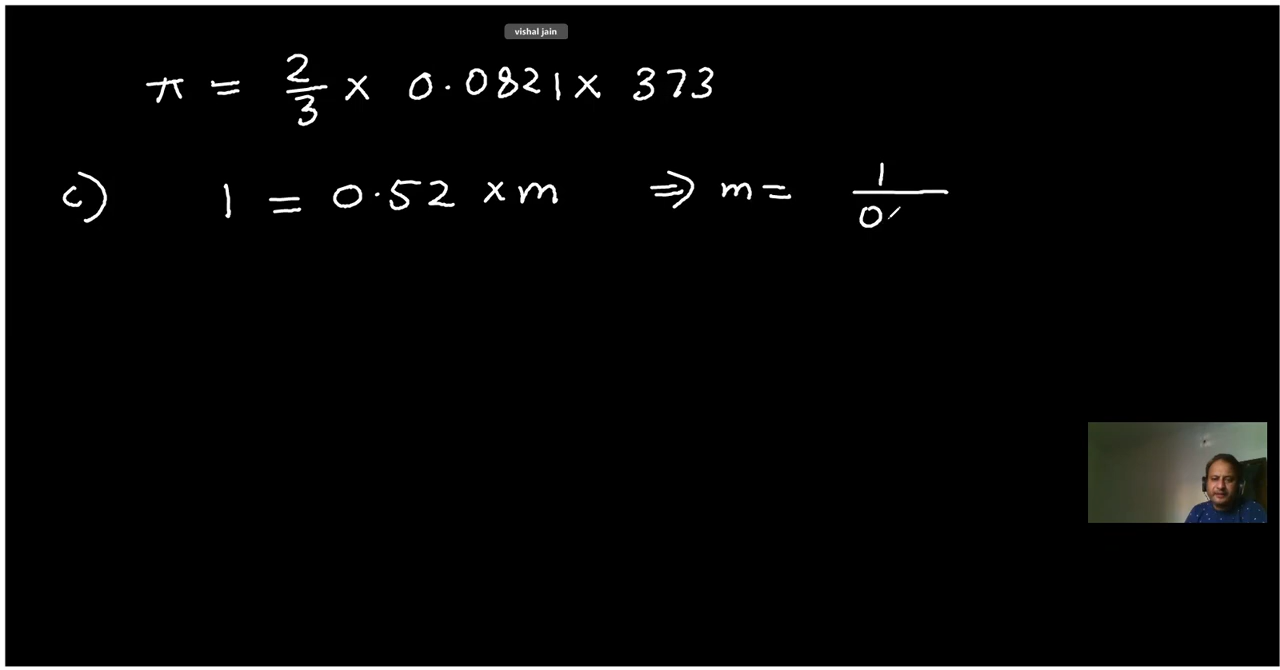 vishal jain
π = 2/3 × 0.0821 × 373
c) 1 = 0.52 × m ⇒ m = 1/0.